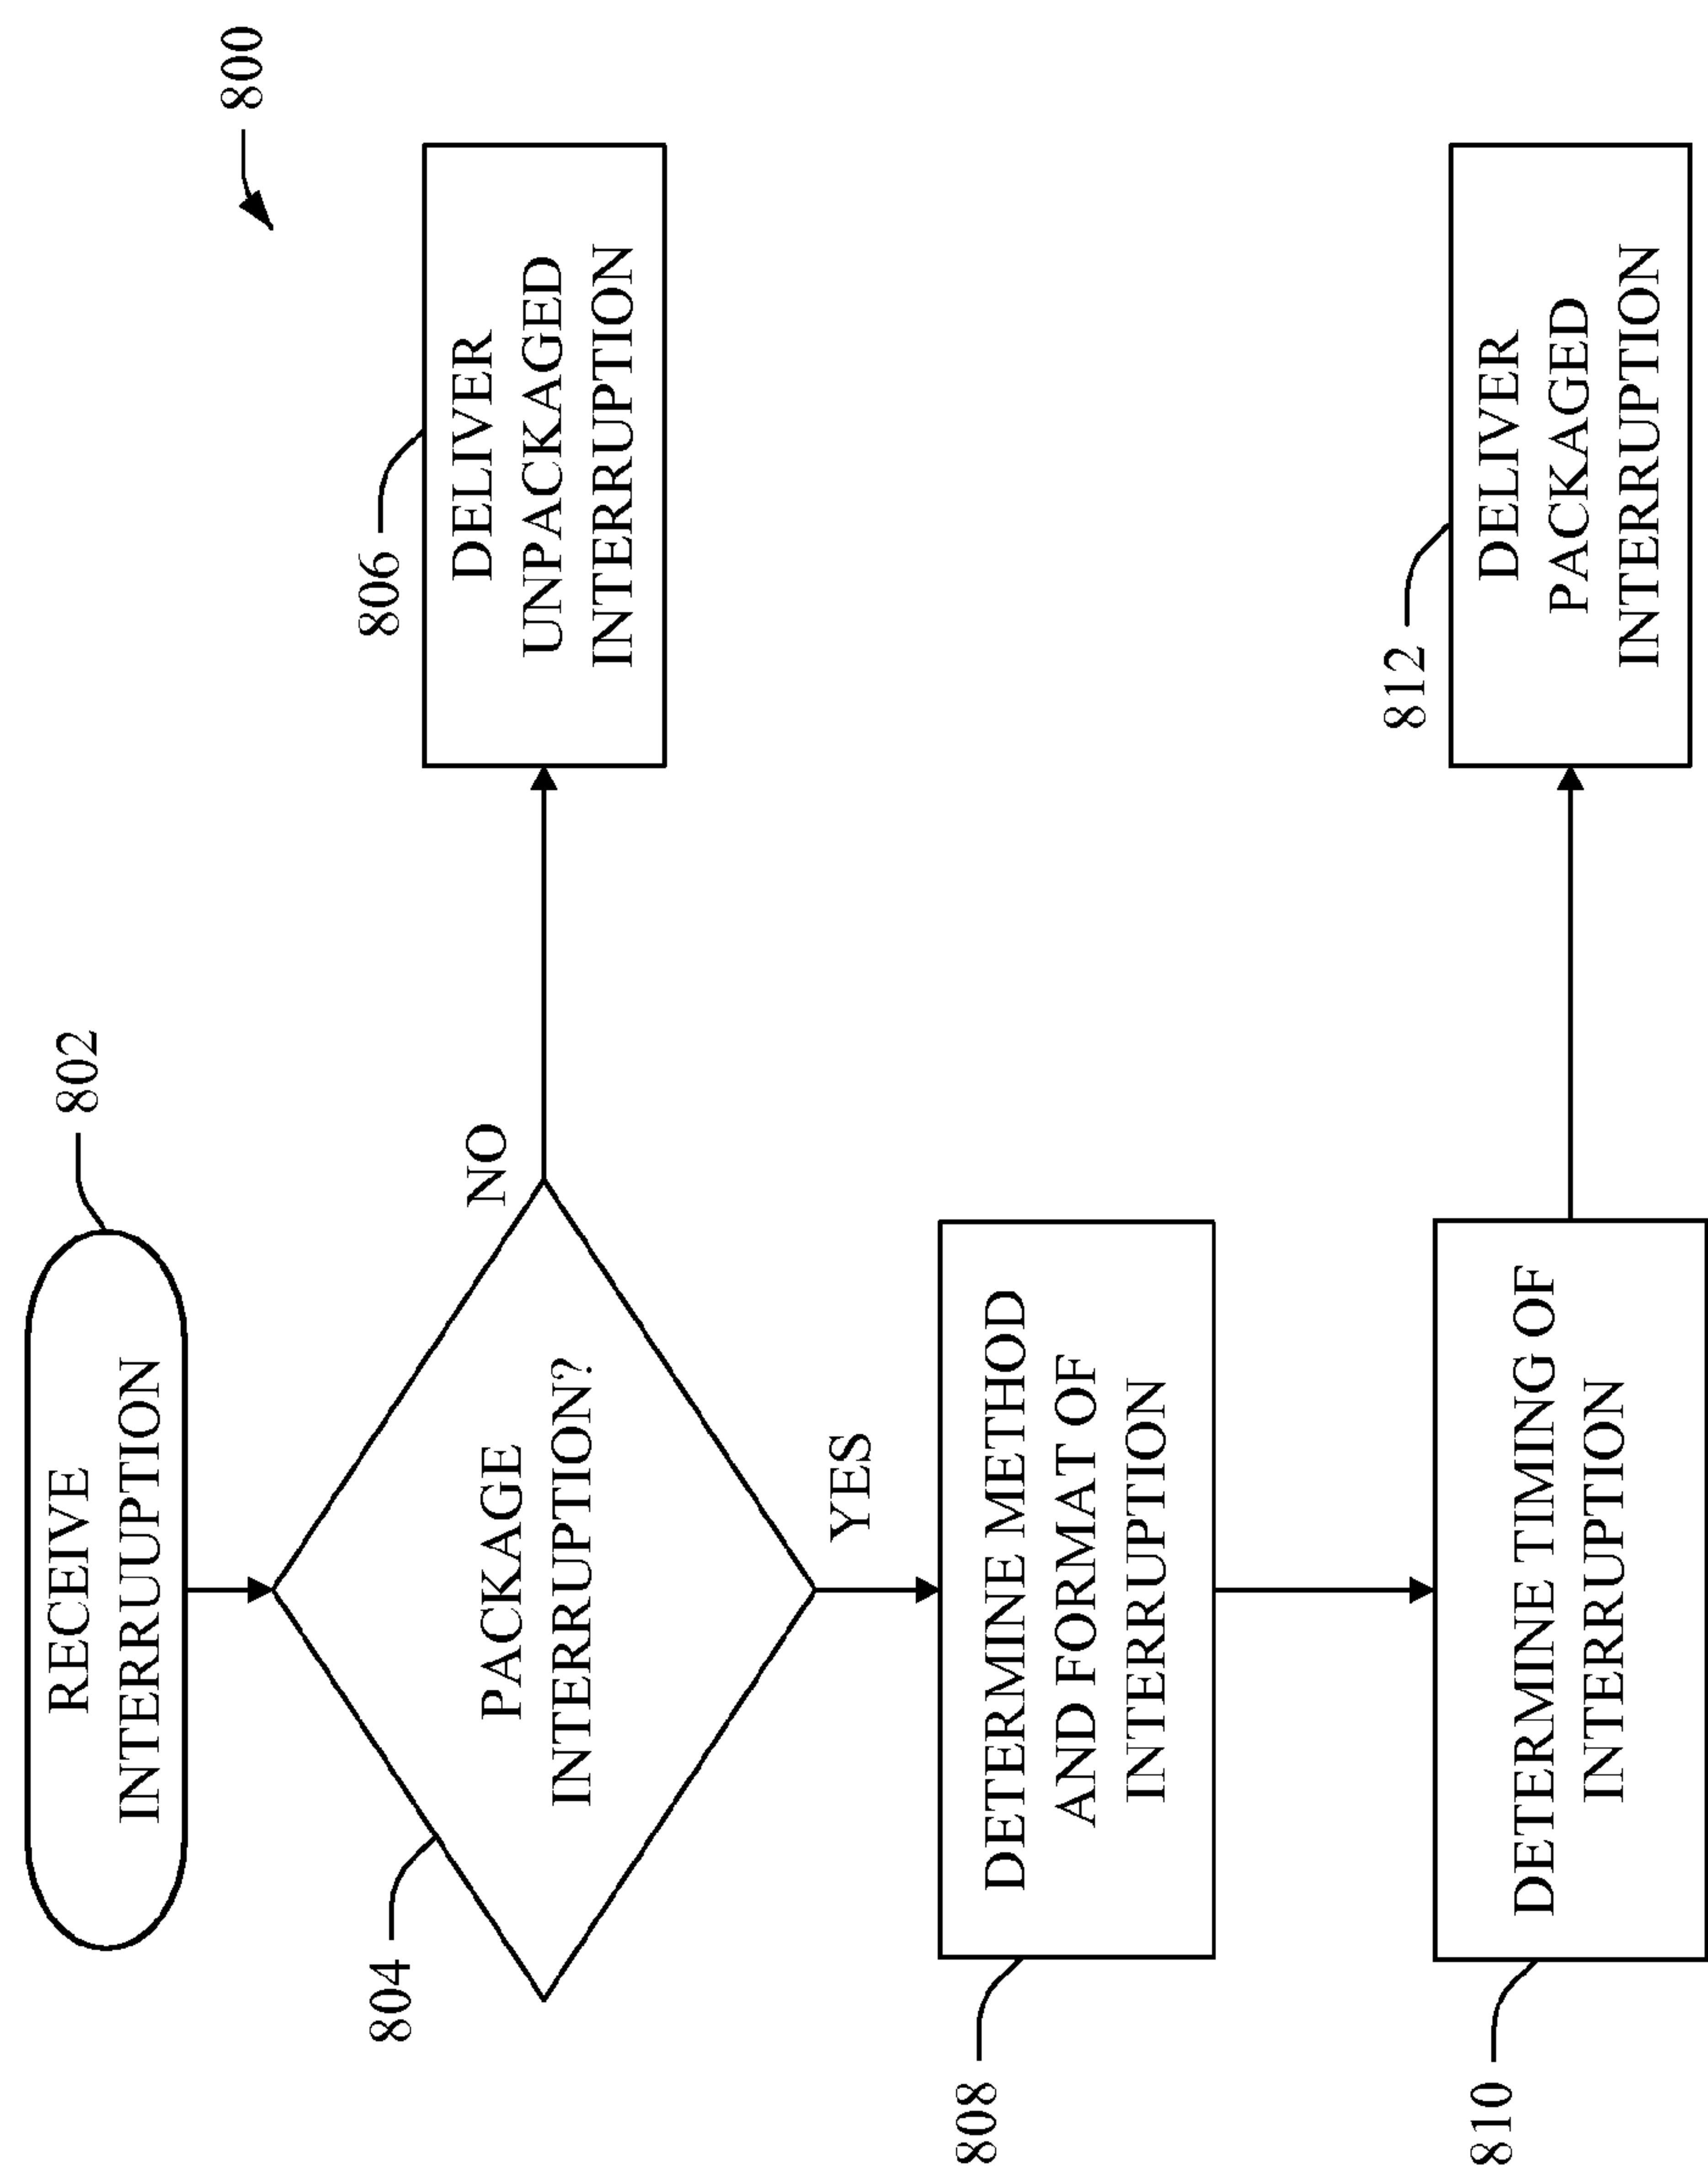 800
802
RECEIVE
INTERRUUPTION
804
PACKAGE
INTERRUPTION?
NO
806
DELIVER
UNPACKAGED
INTERRUPTION
YES
808
DETERMINE METHOD
AND FORMAT OF
INTERRUPTION
810
DETERMINE TIMING OF
INTERRUPTION
812
DELIVER
PACKAGED
INTERRUPTION